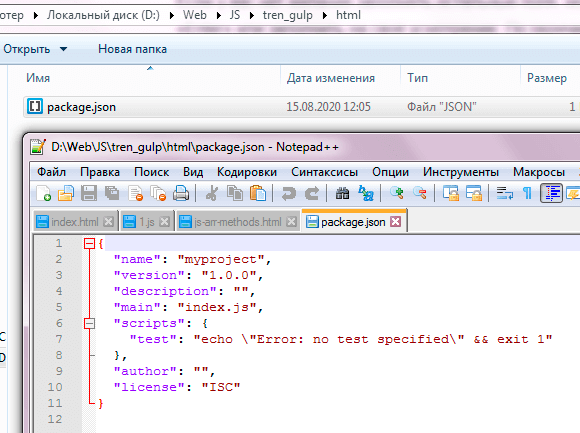 отер ▸ Локальный диск (D:) ▸ Web ▸ JS ▸ tren_gulp ▸ html
Открыть Новая папка
Имя Дата изменения Тип Размер
package.json 15.08.2020 12:05 Файл "JSON" 1
D:\Web\JS\tren_gulp\html\package.json - Notepad++
Файл Правка Поиск Вид Кодировки Синтаксисы Опции Инструменты Макросы
index.html 1.js js-arr-methods.html package.json
1 {
2 "name": "myproject",
3 "version": "1.0.0",
4 "description": "",
5 "main": "index.js",
6 "scripts": {
7 "test": "echo \"Error: no test specified\" && exit 1"
8 },
9 "author": "",
10 "license": "ISC"
11 }
12